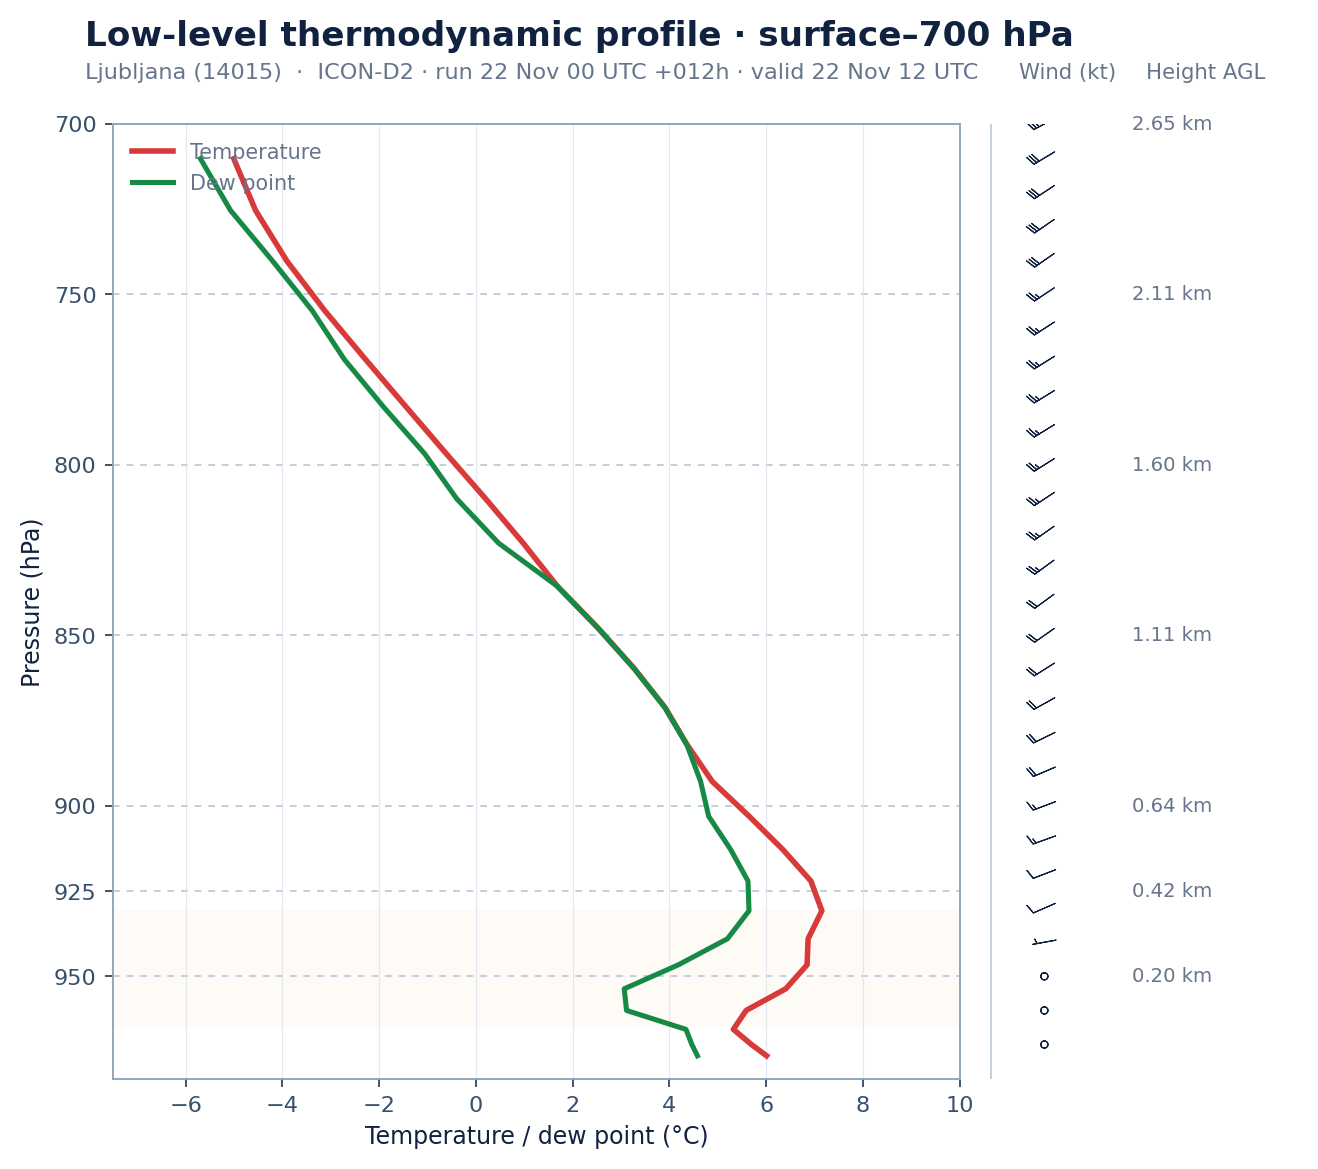 Low-level thermodynamic profile · surface–700 hPa
Ljubljana (14015) · ICON-D2 · run 22 Nov 00 UTC +012h · valid 22 Nov 12 UTC
Wind (kt)
Height AGL
Temperature
Dew point
700
750
800
850
900
925
950
Pressure (hPa)
−6
−4
−2
0
2
4
6
8
10
Temperature / dew point (°C)
2.65 km
2.11 km
1.60 km
1.11 km
0.64 km
0.42 km
0.20 km